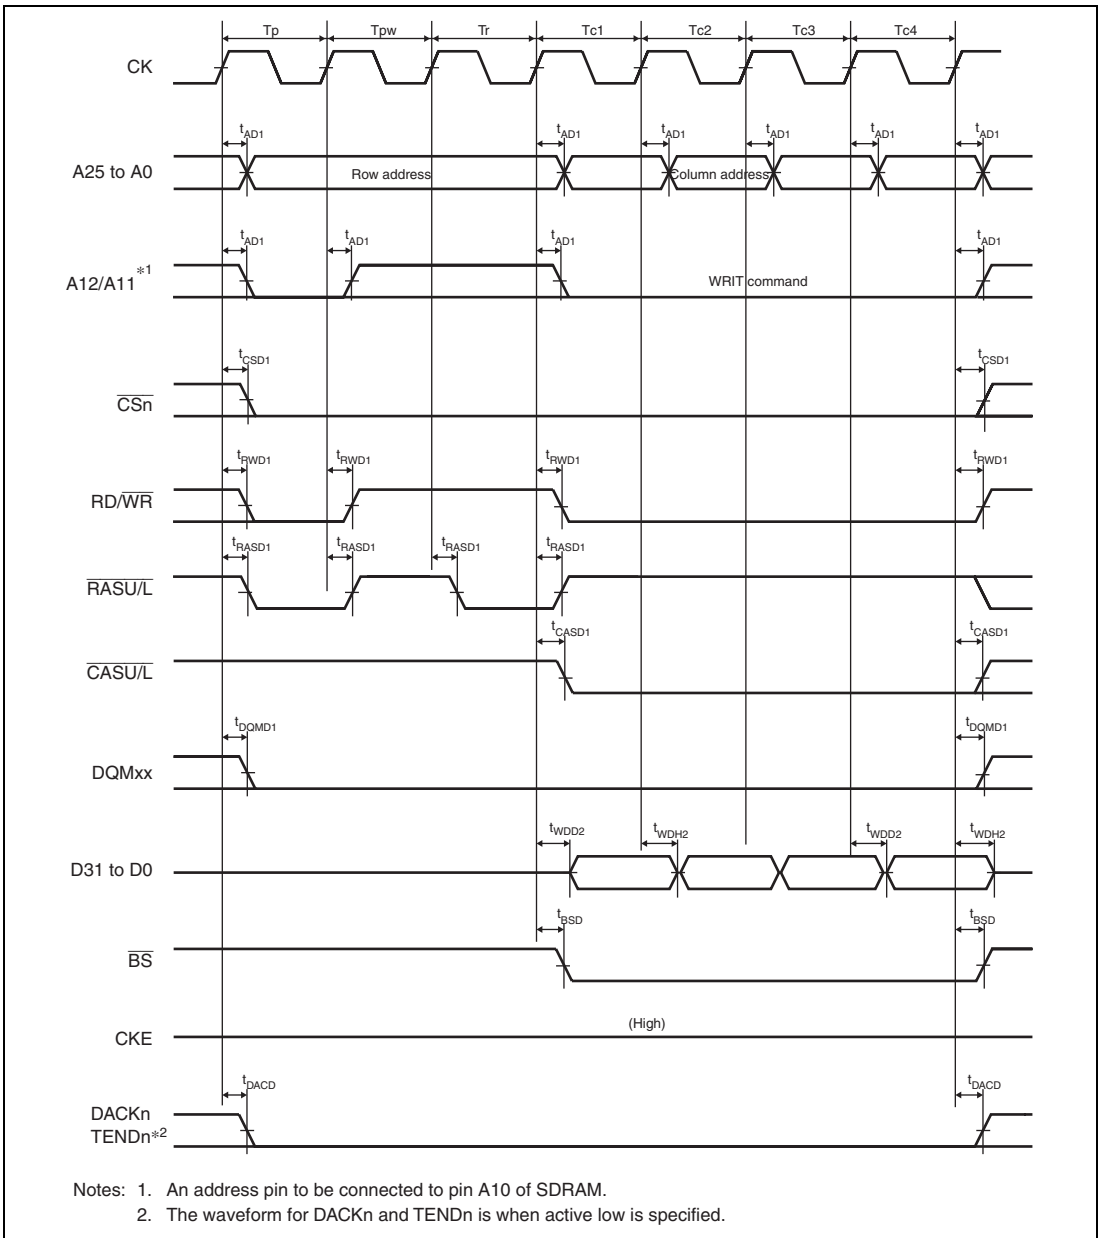 Tp Tpw Tr Tc1 Tc2 Tc3 Tc4
CK
tAD1 tAD1 tAD1 tAD1 tAD1 tAD1
A25 to A0 Row address Column address
tAD1 tAD1 tAD1 tAD1
A12/A11*1 WRIT command
tCSD1 tCSD1
CSn
tRWD1 tRWD1 tRWD1 tRWD1
RD/WR
tRASD1 tRASD1 tRASD1 tRASD1
RASU/L
tCASD1 tCASD1
CASU/L
tDQMD1 tDQMD1
DQMxx
tWDD2 tWDH2 tWDD2 tWDH2
D31 to D0
tBSD tBSD
BS
(High)
CKE
tDACD tDACD
DACKn
TENDn*2
Notes: 1. An address pin to be connected to pin A10 of SDRAM.
2. The waveform for DACKn and TENDn is when active low is specified.